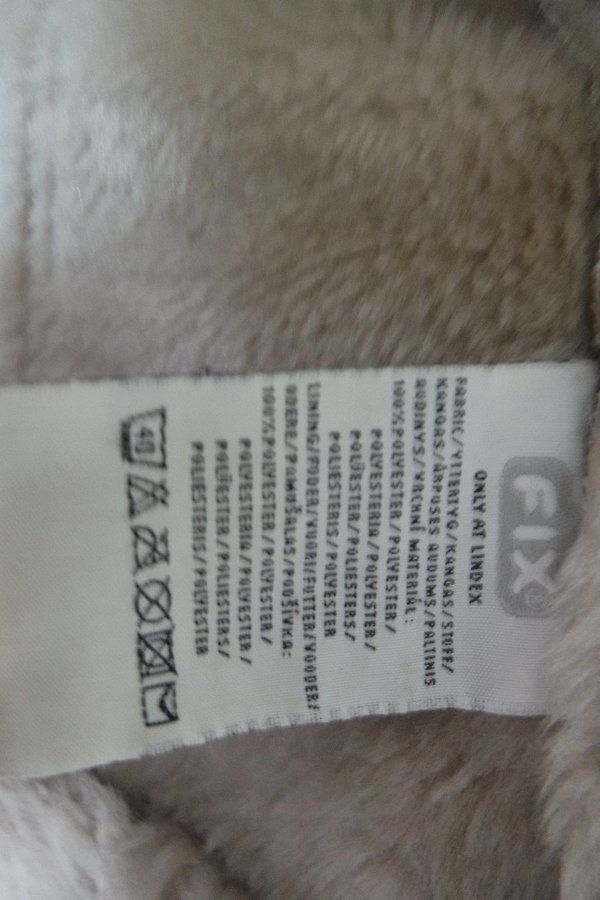 FIX®
ONLY AT LINDEX
FABRIC/YTTERTYG/KANGAS/STOFF/
KANGAS/ĀRPUSES AUDUMS/PALTINIS
AUDINYS/VRCHNÍ MATERIÁL:
100%POLYESTER/POLYESTER/
POLYESTERIA/POLYESTER/
POLÜESTER/POLIESTERS/
POLIESTERIS/POLYESTER
LINING/FODER/VUORI/FUTTER/VOODER/
ODERE/PAMUŠALAS/PODŠÍVKA:
100%POLYESTER/POLYESTER/
POLYESTERIA/POLYESTER/
POLÜESTER/POLIESTERS/
POLIESTERIS/POLYESTER
40